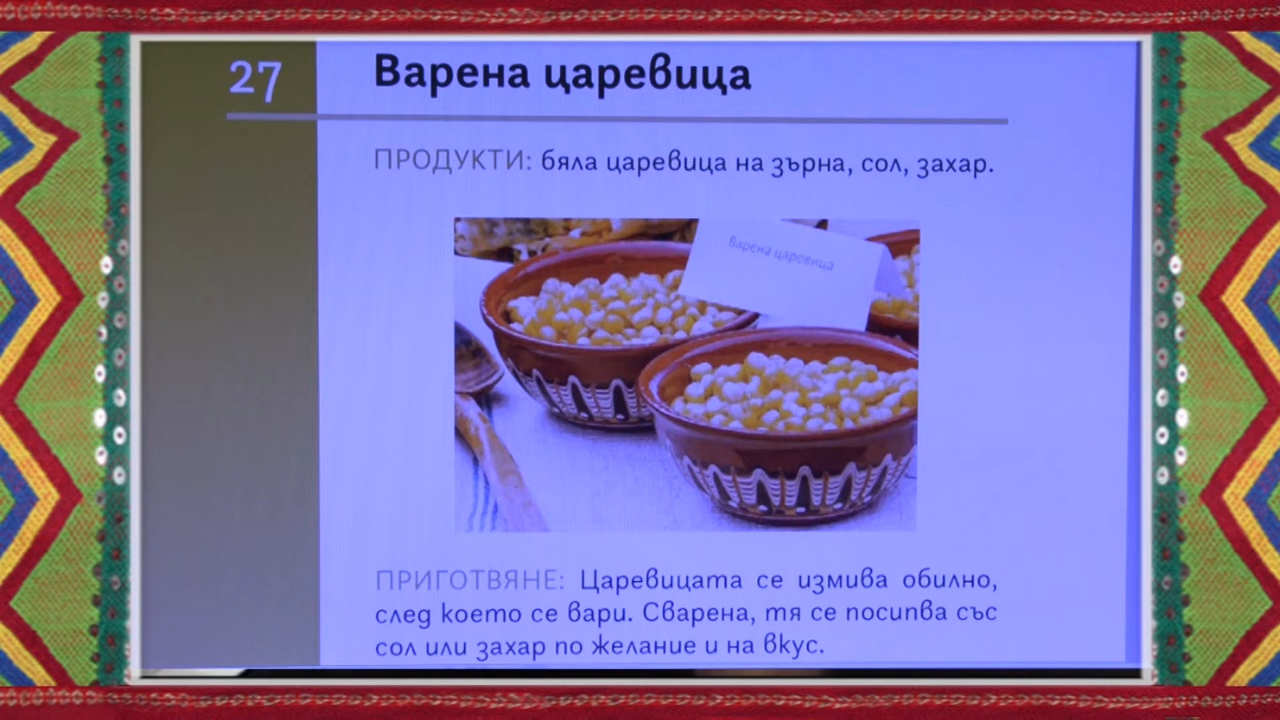 27
Варена царевица
ПРОДУКТИ: бяла царевица на зърна, сол, захар.
Варена царевица
ПРИГОТВЯНЕ: Царевицата се измива обилно,
след което се вари. Сварена, тя се посипва със
сол или захар по желание и на вкус.